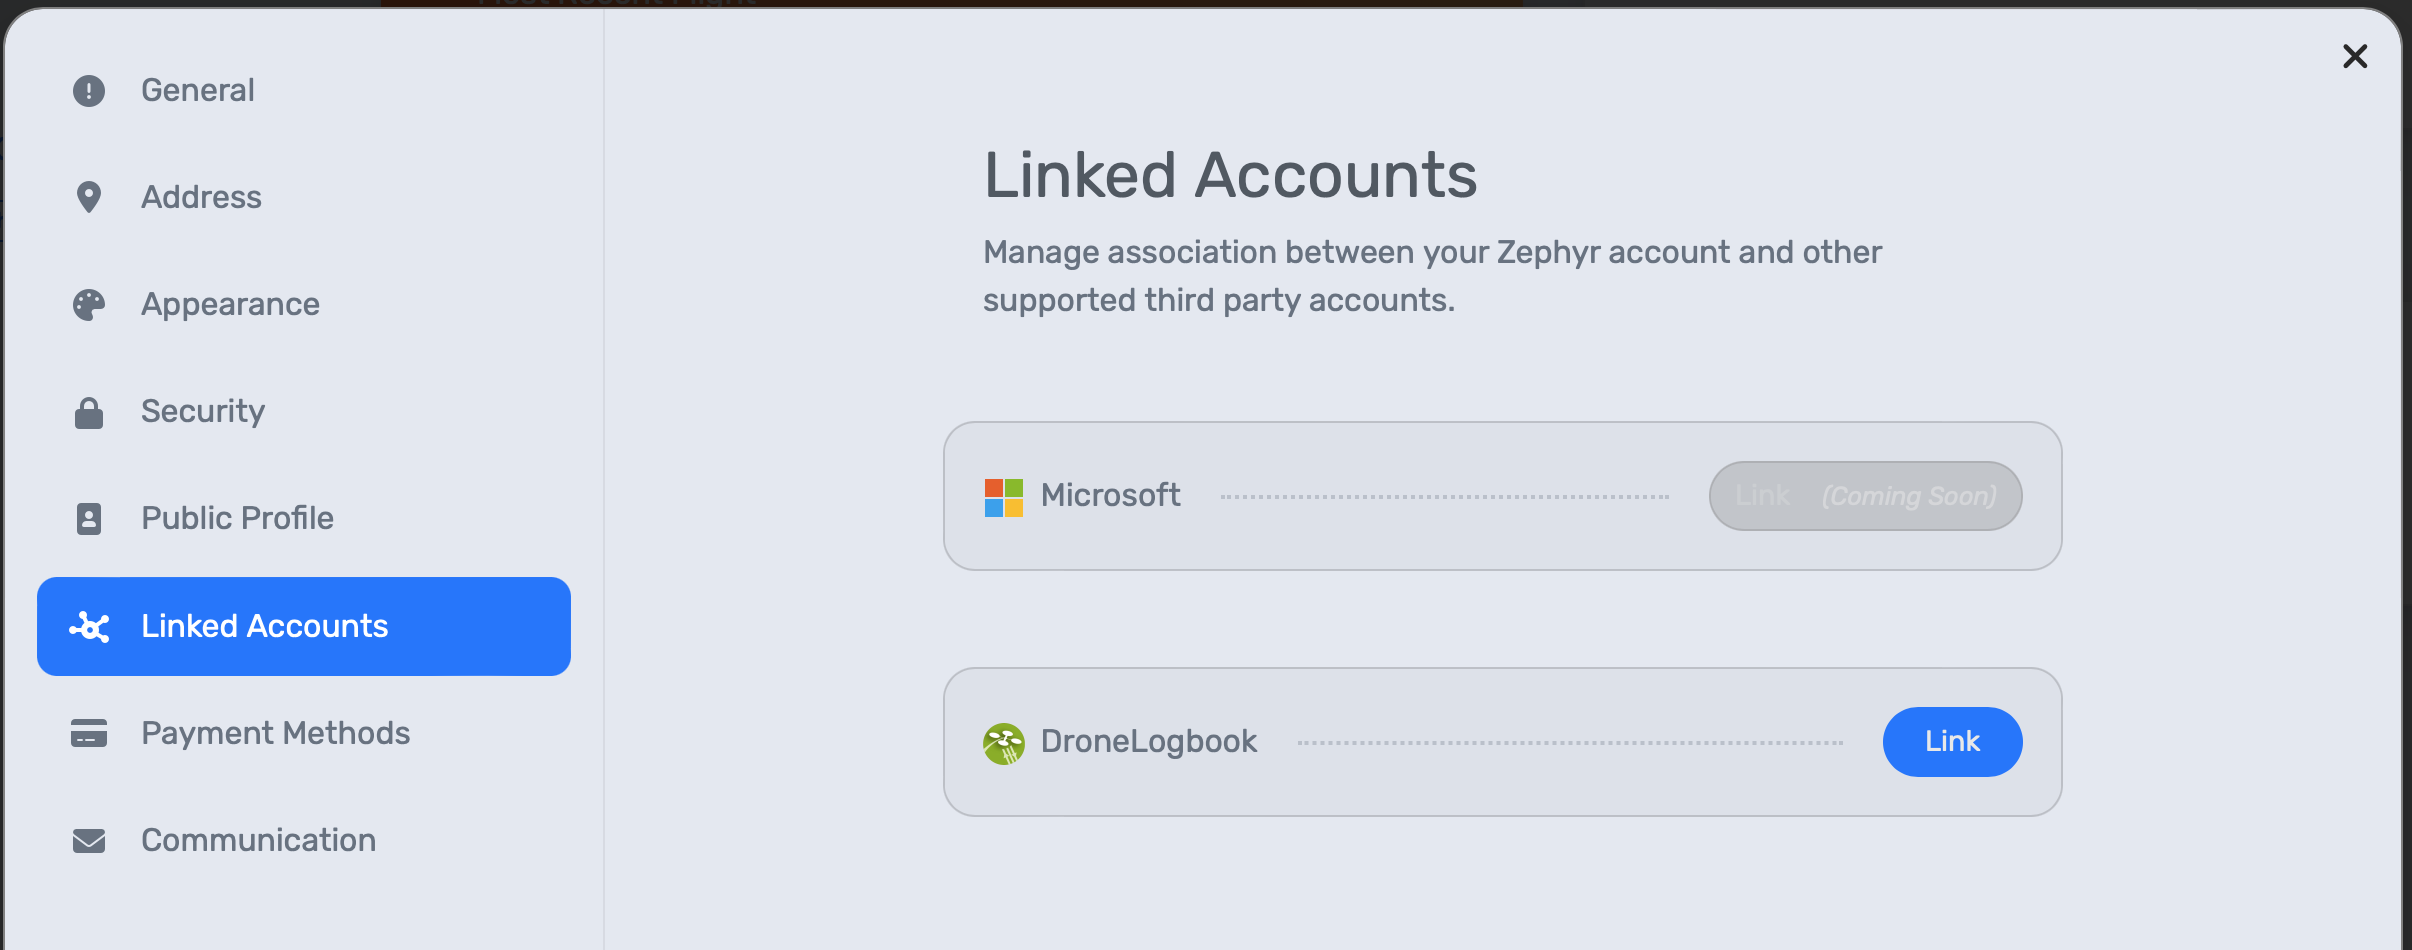 General
Address
Appearance
Security
Public Profile
Linked Accounts
Payment Methods
Communication
Linked Accounts
Manage association between your Zephyr account and other
supported third party accounts.
Microsoft
Link (Coming Soon)
DroneLogbook
Link